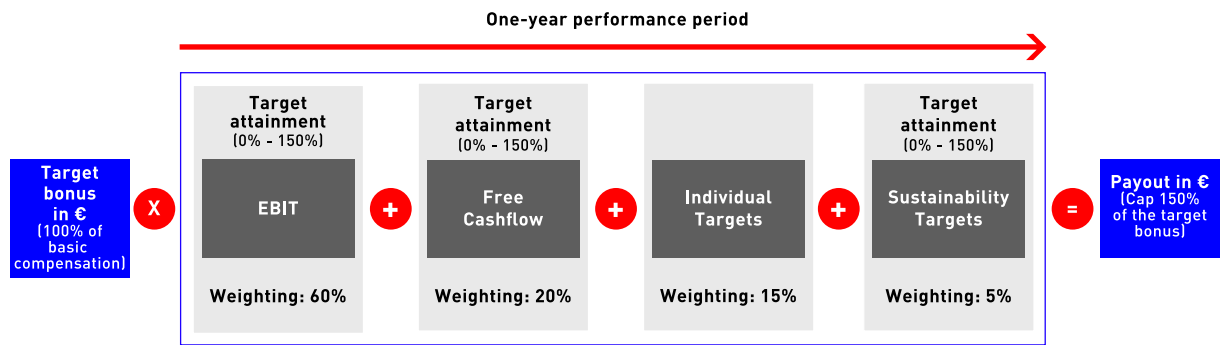 One-year performance period
Target
bonus
in €
(100% of
basic
compensation)
X
Target
attainment
(0% - 150%)
EBIT
Weighting: 60%
+
Target
attainment
(0% - 150%)
Free
Cashflow
Weighting: 20%
+
Individual
Targets
Weighting: 15%
+
Target
attainment
(0% - 150%)
Sustainability
Targets
Weighting: 5%
=
Payout in €
(Cap 150%
of the target
bonus)